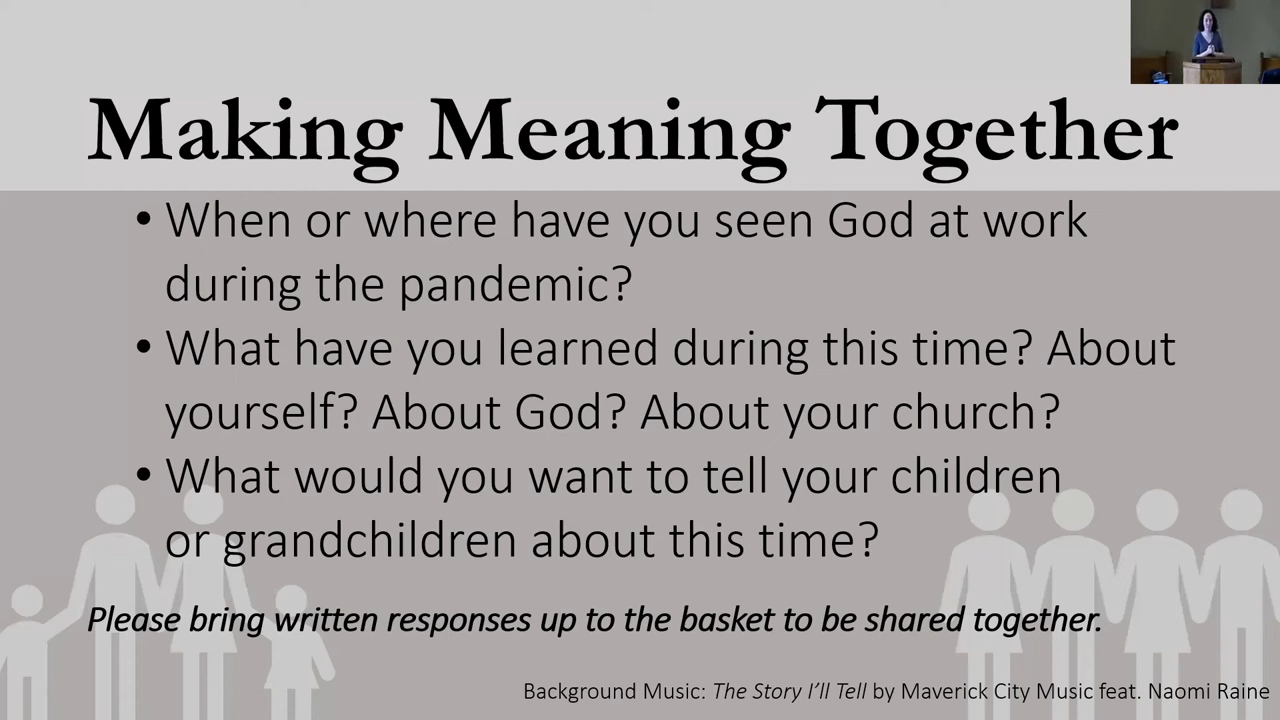 Making Meaning Together
• When or where have you seen God at work
during the pandemic?
• What have you learned during this time? About
yourself? About God? About your church?
• What would you want to tell your children
or grandchildren about this time?
Please bring written responses up to the basket to be shared together.
Background Music: The Story I'll Tell by Maverick City Music feat. Naomi Raine